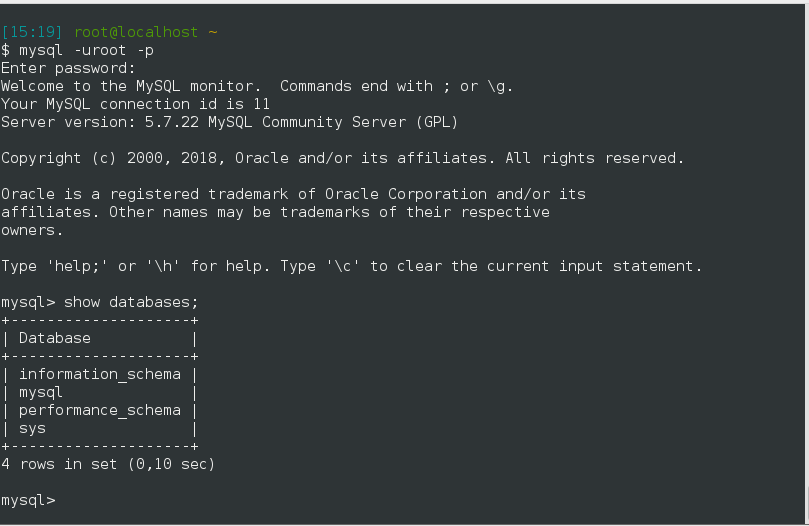 [15:19] root@localhost ~
$ mysql -uroot -p
Enter password:
Welcome to the MySQL monitor.  Commands end with ; or \g.
Your MySQL connection id is 11
Server version: 5.7.22 MySQL Community Server (GPL)

Copyright (c) 2000, 2018, Oracle and/or its affiliates. All rights reserved.

Oracle is a registered trademark of Oracle Corporation and/or its
affiliates. Other names may be trademarks of their respective
owners.

Type 'help;' or '\h' for help. Type '\c' to clear the current input statement.

mysql> show databases;
+--------------------+
| Database           |
+--------------------+
| information_schema |
| mysql              |
| performance_schema |
| sys                |
+--------------------+
4 rows in set (0,10 sec)

mysql>